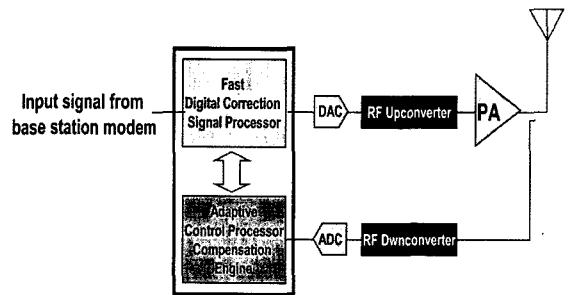 Input signal from
base station modem
Fast
Digital Correction
Signal Processor
DAC
RF Upconverter
PA
Adaptive
Control Processor
Compensation
Engine
ADC
RF Dwnconverter